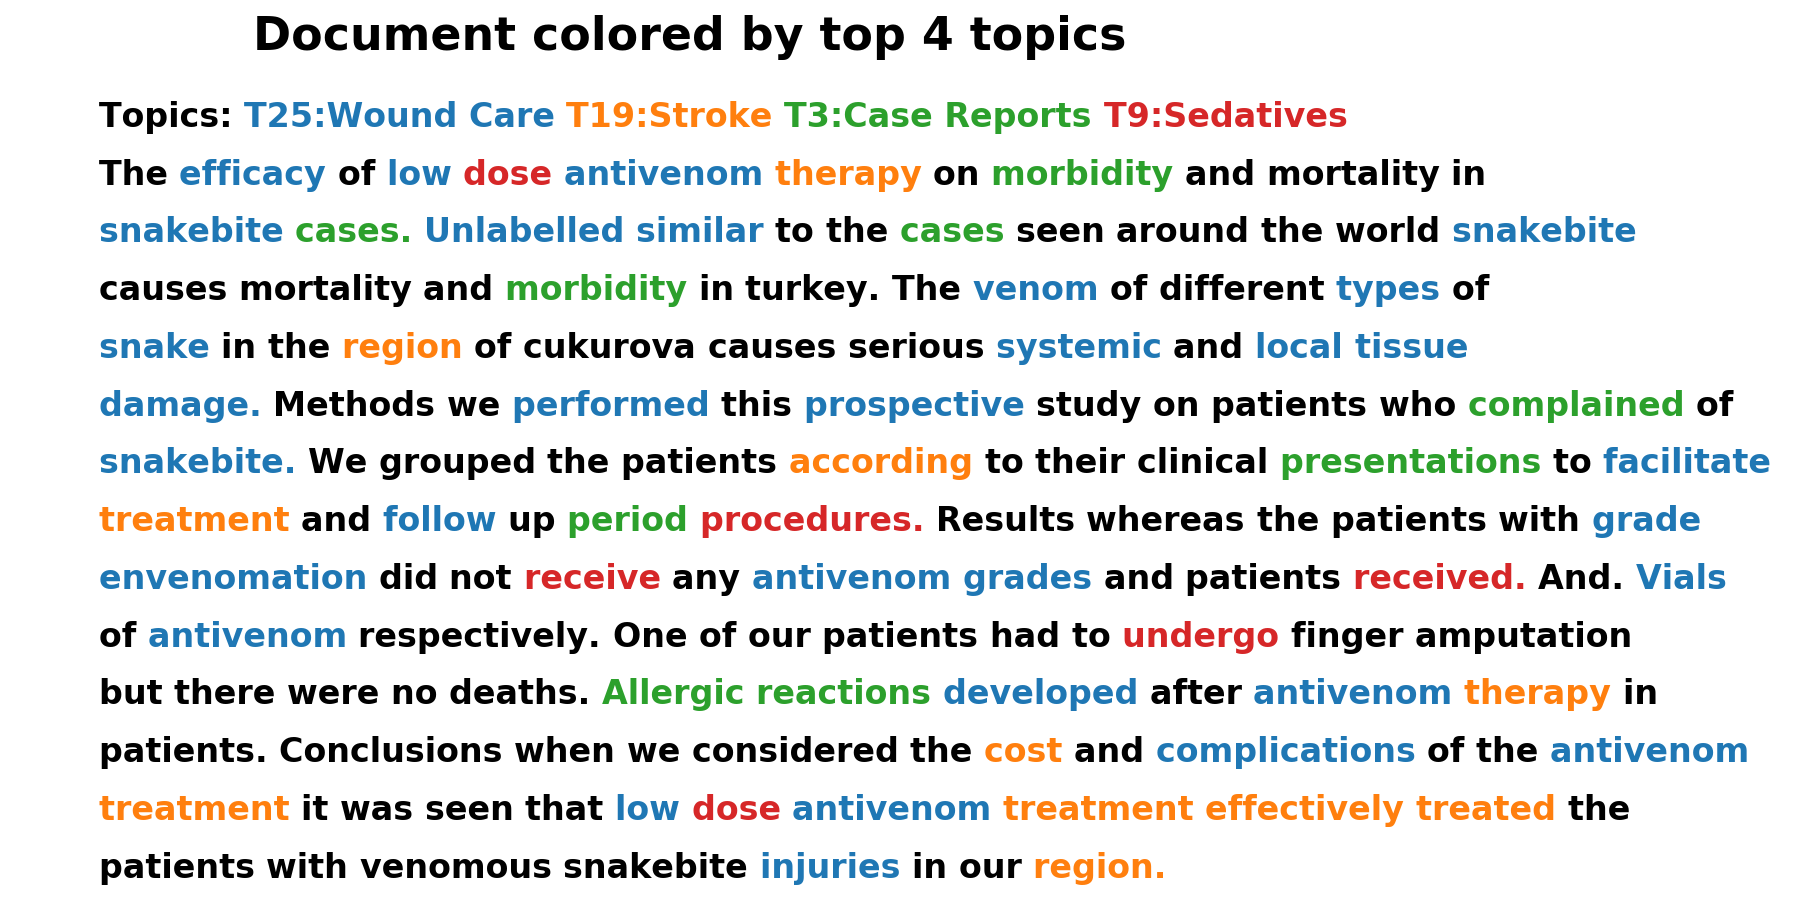 Document colored by top 4 topics
Topics: T25:Wound Care T19:Stroke T3:Case Reports T9:Sedatives
The efficacy of low dose antivenom therapy on morbidity and mortality in
snakebite cases. Unlabelled similar to the cases seen around the world snakebite
causes mortality and morbidity in turkey. The venom of different types of
snake in the region of cukurova causes serious systemic and local tissue
damage. Methods we performed this prospective study on patients who complained of
snakebite. We grouped the patients according to their clinical presentations to facilitate
treatment and follow up period procedures. Results whereas the patients with grade
envenomation did not receive any antivenom grades and patients received. And. Vials
of antivenom respectively. One of our patients had to undergo finger amputation
but there were no deaths. Allergic reactions developed after antivenom therapy in
patients. Conclusions when we considered the cost and complications of the antivenom
treatment it was seen that low dose antivenom treatment effectively treated the
patients with venomous snakebite injuries in our region.